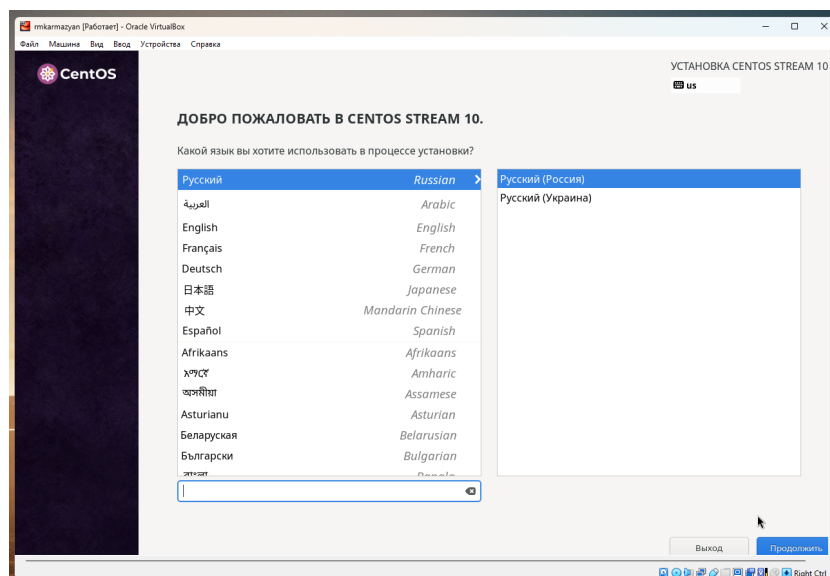 rmkarmazyan [Работает] - Oracle VirtualBox
Файл Машина Вид Ввод Устройства Справка
CentOS
УСТАНОВКА CENTOS STREAM 10
us
ДОБРО ПОЖАЛОВАТЬ В CENTOS STREAM 10.
Какой язык вы хотите использовать в процессе установки?
Русский Russian
العربية Arabic
English English
Français French
Deutsch German
日本語 Japanese
中文 Mandarin Chinese
Español Spanish
Afrikaans Afrikaans
አማርኛ Amharic
অসমীয়া Assamese
Asturianu Asturian
Беларуская Belarusian
Български Bulgarian
বাংলা Bangla
Русский (Россия)
Русский (Украина)
Выход
Продолжить
Right Ctrl